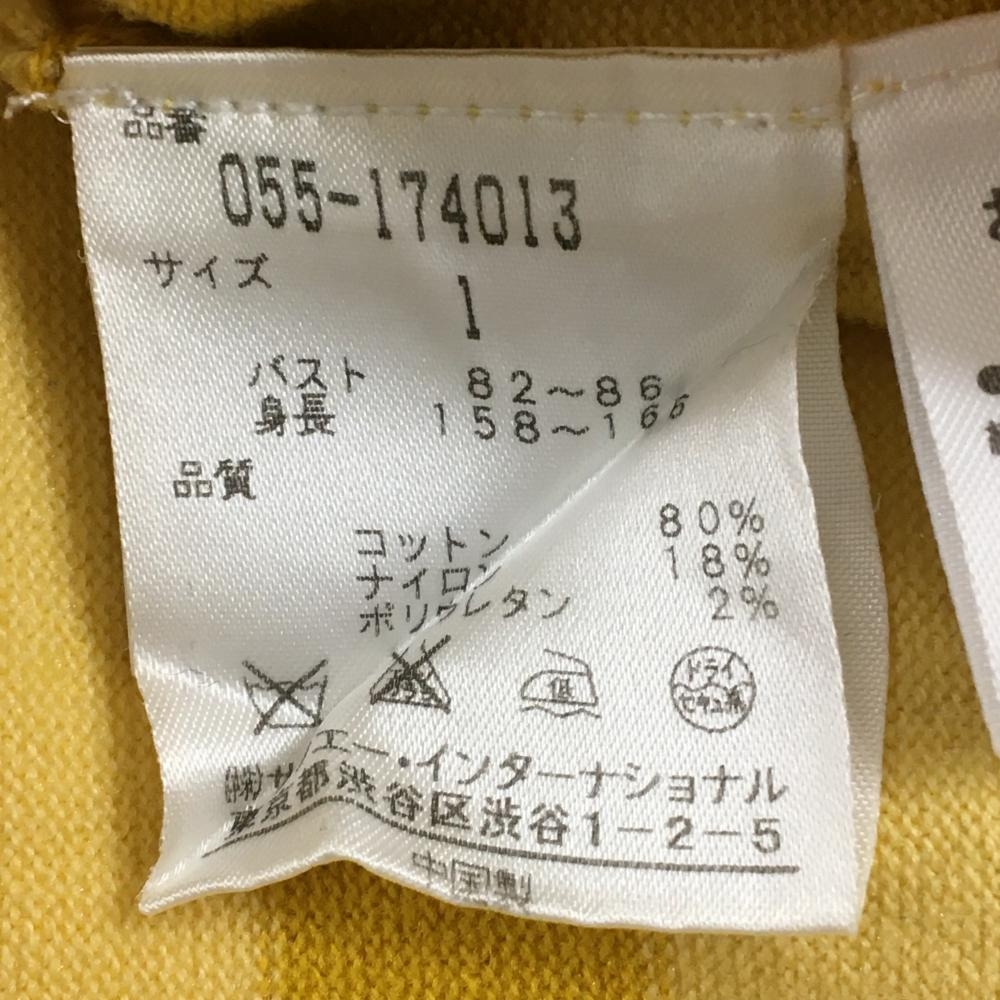 品番
055-174013
サイズ
1
バスト 82～86
身長 158～166
品質
コットン 80%
ナイロン 18%
ポリウレタン 2%
低
ドライ
セキユ系
㈱サンエー・インターナショナル
東京都渋谷区渋谷1-2-5
中国製